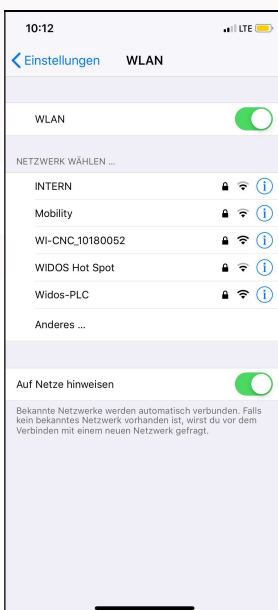 10:12 LTE
Einstellungen WLAN
WLAN
NETZWERK WÄHLEN ...
INTERN
Mobility
WI-CNC_10180052
WIDOS Hot Spot
Widos-PLC
Anderes ...
Auf Netze hinweisen
Bekannte Netzwerke werden automatisch verbunden. Falls
kein bekanntes Netzwerk vorhanden ist, wirst du vor dem
Verbinden mit einem neuen Netzwerk gefragt.